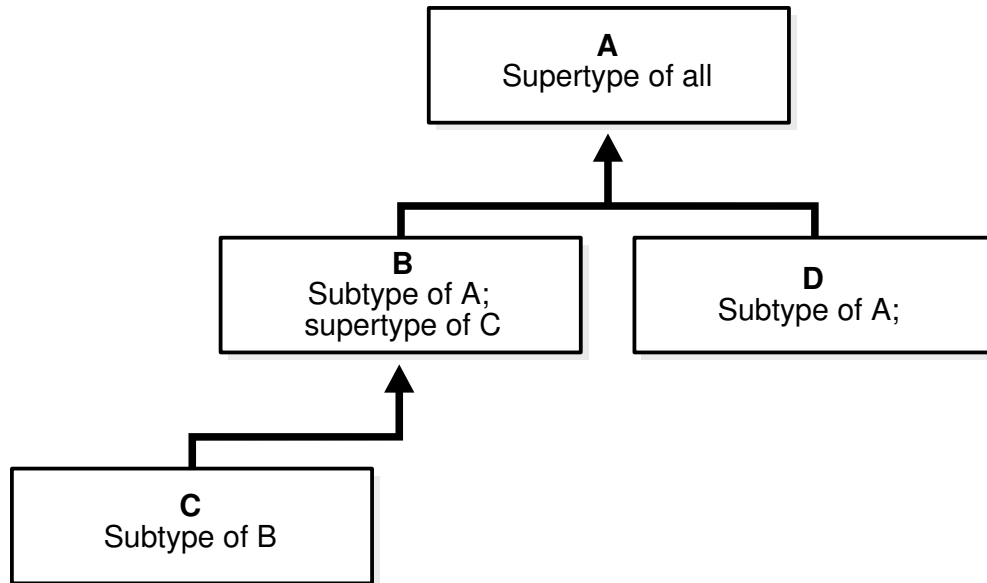 A
Supertype of all
B
Subtype of A;
supertype of C
D
Subtype of A;
C
Subtype of B